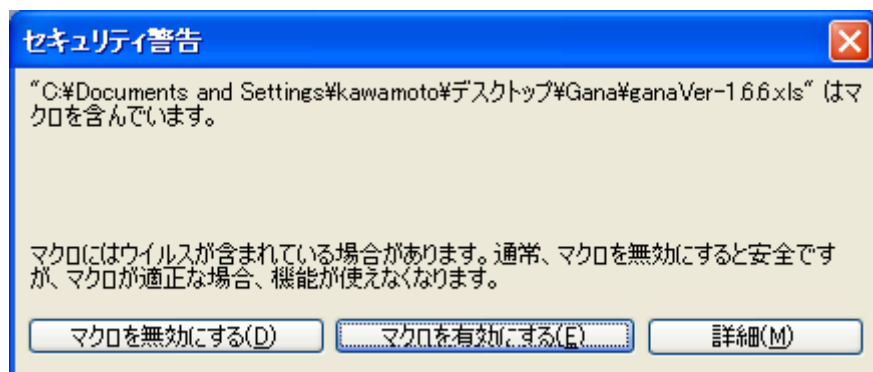 セキュリティ警告
"C:¥Documents and Settings¥kawamoto¥デスクトップ¥Gana¥ganaVer-1.6.6.xls" はマ
クロを含んでいます。
マクロにはウイルスが含まれている場合があります。通常、マクロを無効にすると安全です
が、マクロが適正な場合、機能が使えなくなります。
マクロを無効にする(D) マクロを有効にする(E) 詳細(M)